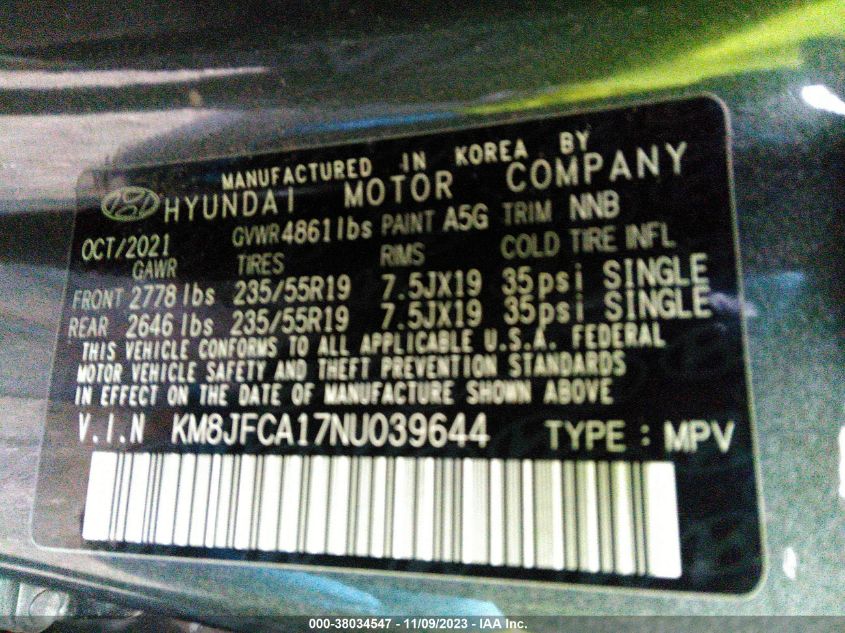 MANUFACTURED IN KOREA BY
HYUNDAI MOTOR COMPANY
OCT/2021 GVWR 4861 lbs PAINT A5G TRIM NNB
GAWR TIRES RIMS COLD TIRE INFL
FRONT 2778 lbs 235/55R19 7.5JX19 35psi SINGLE
REAR 2646 lbs 235/55R19 7.5JX19 35psi SINGLE
THIS VEHICLE CONFORMS TO ALL APPLICABLE U.S.A. FEDERAL
MOTOR VEHICLE SAFETY AND THEFT PREVENTION STANDARDS
IN EFFECT ON THE DATE OF MANUFACTURE SHOWN ABOVE
V.I.N KM8JFCA17NU039644 TYPE : MPV
000-38034547 - 11/09/2023 - IAA Inc.